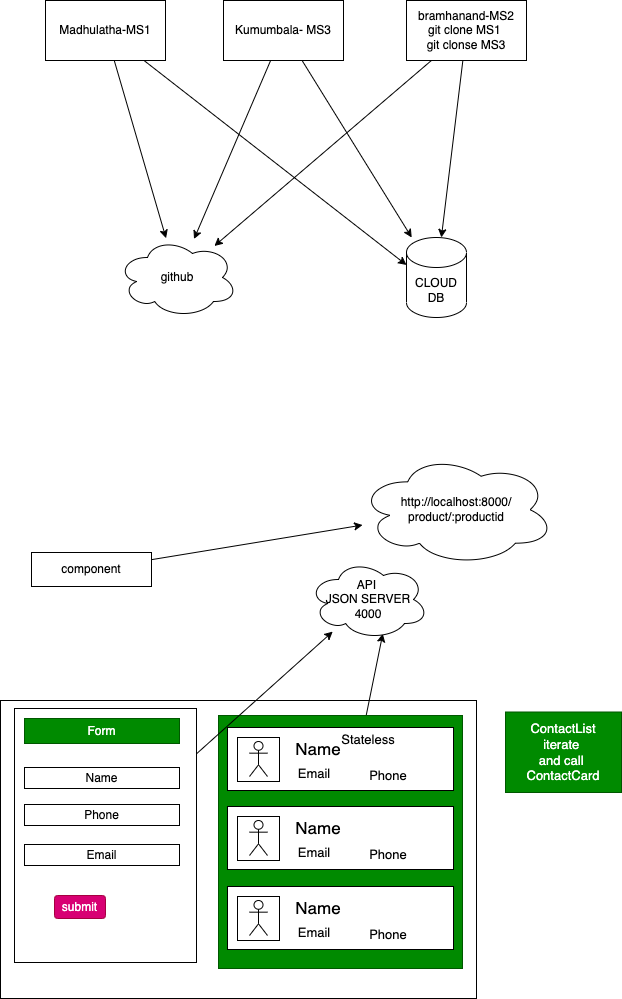 Madhulatha-MS1
Kumumbala- MS3
bramhanand-MS2
git clone MS1
git clonse MS3
github
CLOUD
DB
http://localhost:8000/
product/:productid
component
API
JSON SERVER
4000
Form
Name
Phone
Email
submit
Stateless
Name
Email
Phone
Name
Email
Phone
Name
Email
Phone
ContactList
iterate
and call
ContactCard